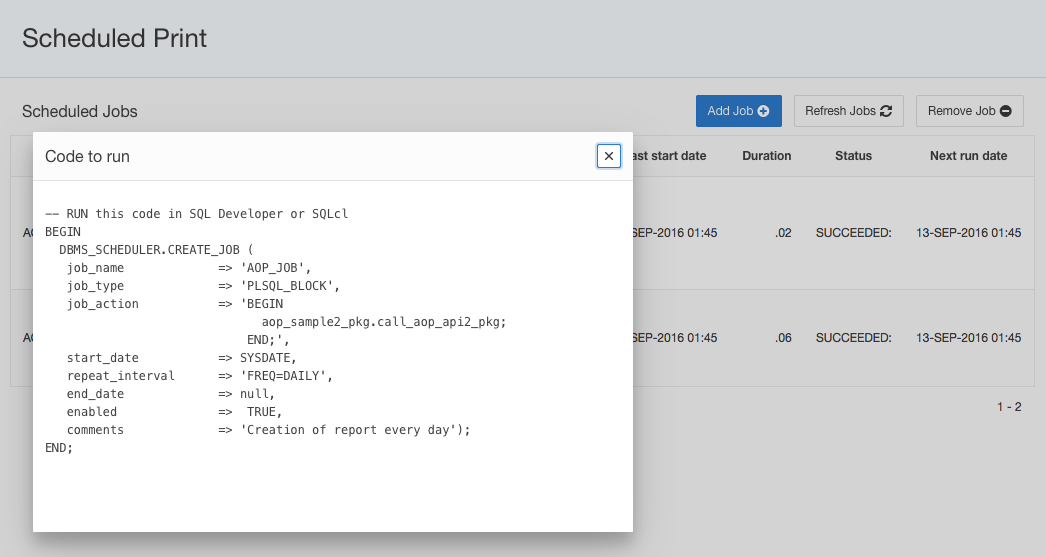 Scheduled Print
Scheduled Jobs
Add Job
Refresh Jobs
Remove Job
Code to run
start date
Duration
Status
Next run date
-- RUN this code in SQL Developer or SQLcl
BEGIN
  DBMS_SCHEDULER.CREATE_JOB (
   job_name             => 'AOP_JOB',
   job_type             => 'PLSQL_BLOCK',
   job_action           => 'BEGIN
                              aop_sample2_pkg.call_aop_api2_pkg;
                            END;',
   start_date           => SYSDATE,
   repeat_interval      => 'FREQ=DAILY',
   end_date             => null,
   enabled              =>  TRUE,
   comments             => 'Creation of report every day');
END;
SEP-2016 01:45
.02
SUCCEEDED:
13-SEP-2016 01:45
SEP-2016 01:45
.06
SUCCEEDED:
13-SEP-2016 01:45
1 - 2